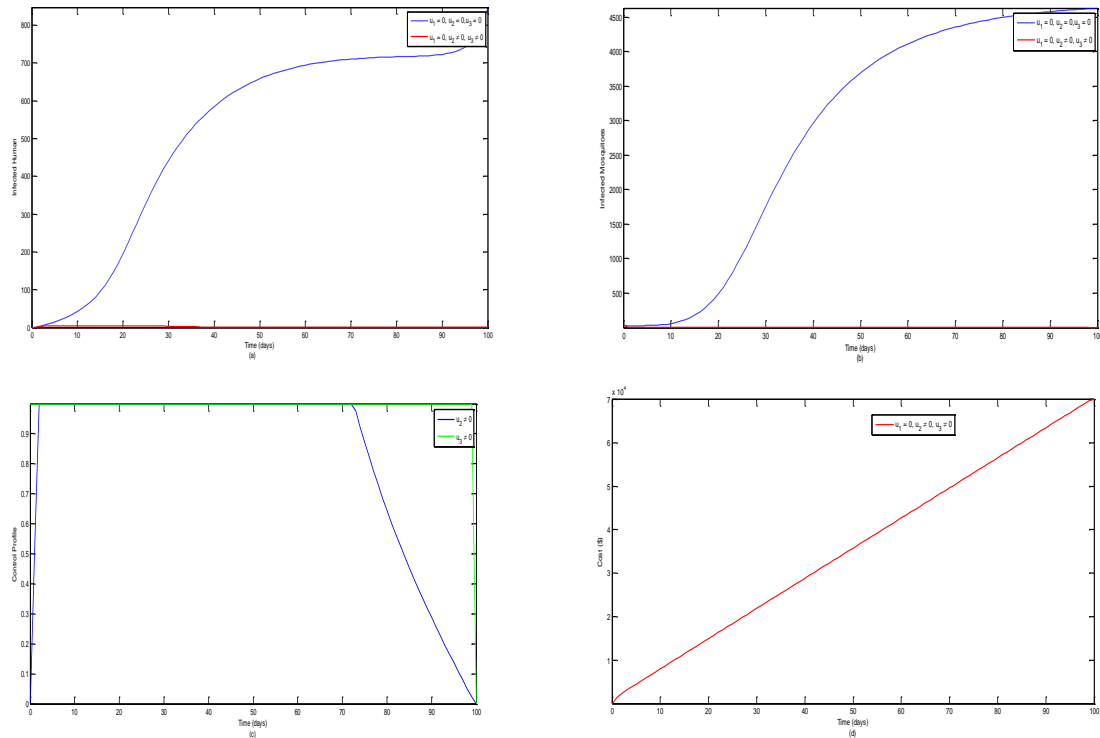 u₁ = 0, u₂ = 0,u₃ = 0
u₁ = 0, u₂ ≠ 0, u₃ ≠ 0
Infected Human
800
700
600
500
400
300
200
100
0
0 10 20 30 40 50 60 70 80 90 100
Time (days)
(a)
u₁ = 0, u₂ = 0,u₃ = 0
u₁ = 0, u₂ ≠ 0, u₃ ≠ 0
Infected Mosquitoes
4500
4000
3500
3000
2500
2000
1500
1000
500
0 10 20 30 40 50 60 70 80 90 100
Time (days)
(b)
u₂ ≠ 0
u₃ ≠ 0
Control Profile
0.9
0.8
0.7
0.6
0.5
0.4
0.3
0.2
0.1
0
0 10 20 30 40 50 60 70 80 90 100
Time (days)
(c)
x 10⁴
u₁ = 0, u₂ ≠ 0, u₃ ≠ 0
Cost ($)
7
6
5
4
3
2
1
0 10 20 30 40 50 60 70 80 90 100
Time (days)
(d)